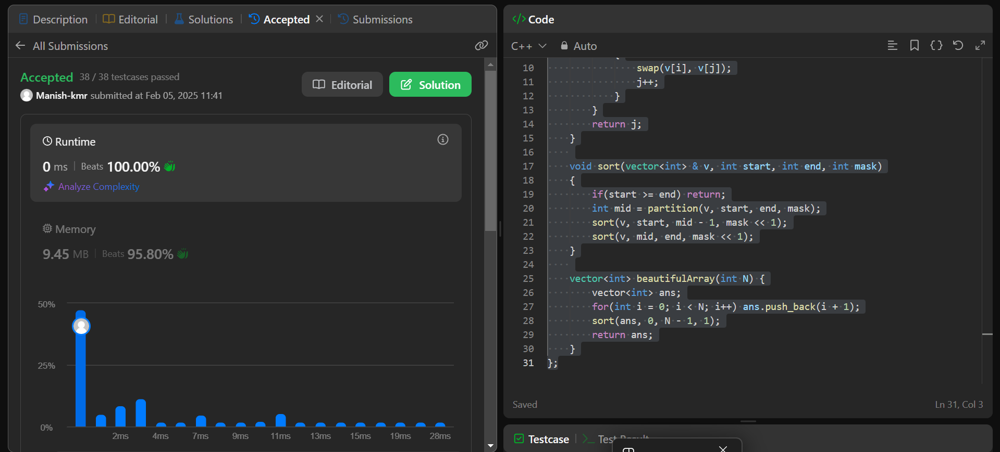 Description
Editorial
Solutions
Accepted
Submissions
All Submissions
Accepted 38 / 38 testcases passed
Manish-kmr submitted at Feb 05, 2025 11:41
Editorial
Solution
Runtime
0 ms Beats 100.00%
Analyze Complexity
Memory
9.45 MB Beats 95.80%
50%
25%
0%
2ms 4ms 7ms 9ms 11ms 13ms 15ms 19ms 28ms
</> Code
C++ Auto
10 swap(v[i], v[j]);
11 j++;
12 }
13 }
14 return j;
15 }
16
17 void sort(vector<int> & v, int start, int end, int mask)
18 {
19 if(start >= end) return;
20 int mid = partition(v, start, end, mask);
21 sort(v, start, mid - 1, mask << 1);
22 sort(v, mid, end, mask << 1);
23 }
24
25 vector<int> beautifulArray(int N) {
26 vector<int> ans;
27 for(int i = 0; i < N; i++) ans.push_back(i + 1);
28 sort(ans, 0, N - 1, 1);
29 return ans;
30 }
31 };
Saved
Ln 31, Col 3
Testcase
Test Result